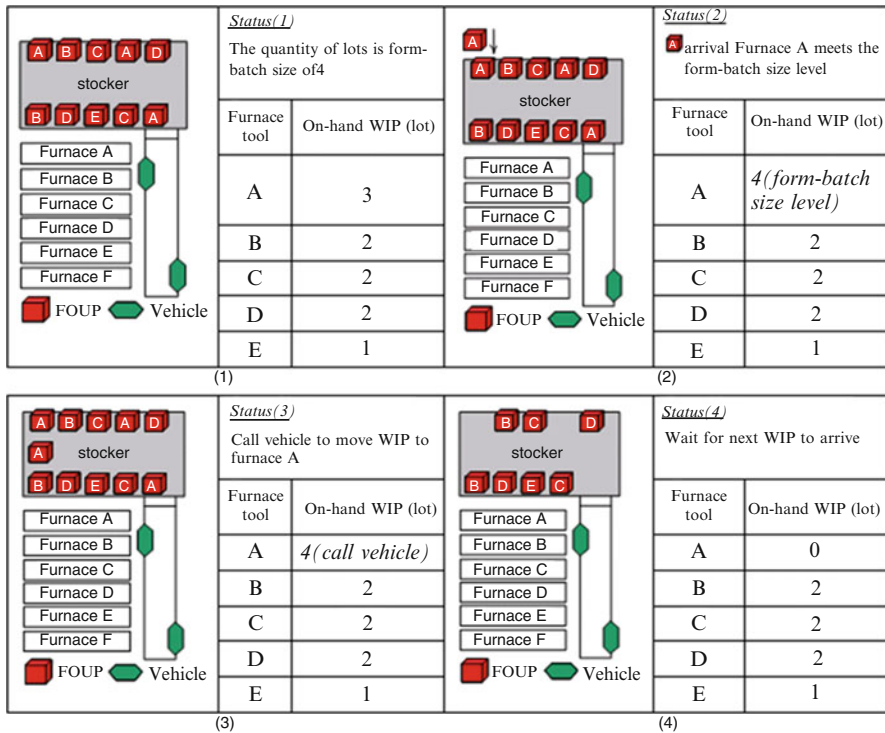 A B C A D
stocker
B D E C A
Furnace A
Furnace B
Furnace C
Furnace D
Furnace E
Furnace F
FOUP Vehicle
Status(1)
The quantity of lots is form-
batch size of4
Furnace
tool
On-hand WIP (lot)
A 3
B 2
C 2
D 2
E 1
(1)
A
A B C A D
stocker
B D E C A
Furnace A
Furnace B
Furnace C
Furnace D
Furnace E
Furnace F
FOUP Vehicle
Status(2)
A arrival Furnace A meets the
form-batch size level
Furnace
tool
On-hand WIP (lot)
A 4(form-batch
size level)
B 2
C 2
D 2
E 1
(2)
A B C A D
A
stocker
B D E C A
Furnace A
Furnace B
Furnace C
Furnace D
Furnace E
Furnace F
FOUP Vehicle
Status(3)
Call vehicle to move WIP to
furnace A
Furnace
tool
On-hand WIP (lot)
A 4(call vehicle)
B 2
C 2
D 2
E 1
(3)
B C D
stocker
B D E C
Furnace A
Furnace B
Furnace C
Furnace D
Furnace E
Furnace F
FOUP Vehicle
Status(4)
Wait for next WIP to arrive
Furnace
tool
On-hand WIP (lot)
A 0
B 2
C 2
D 2
E 1
(4)